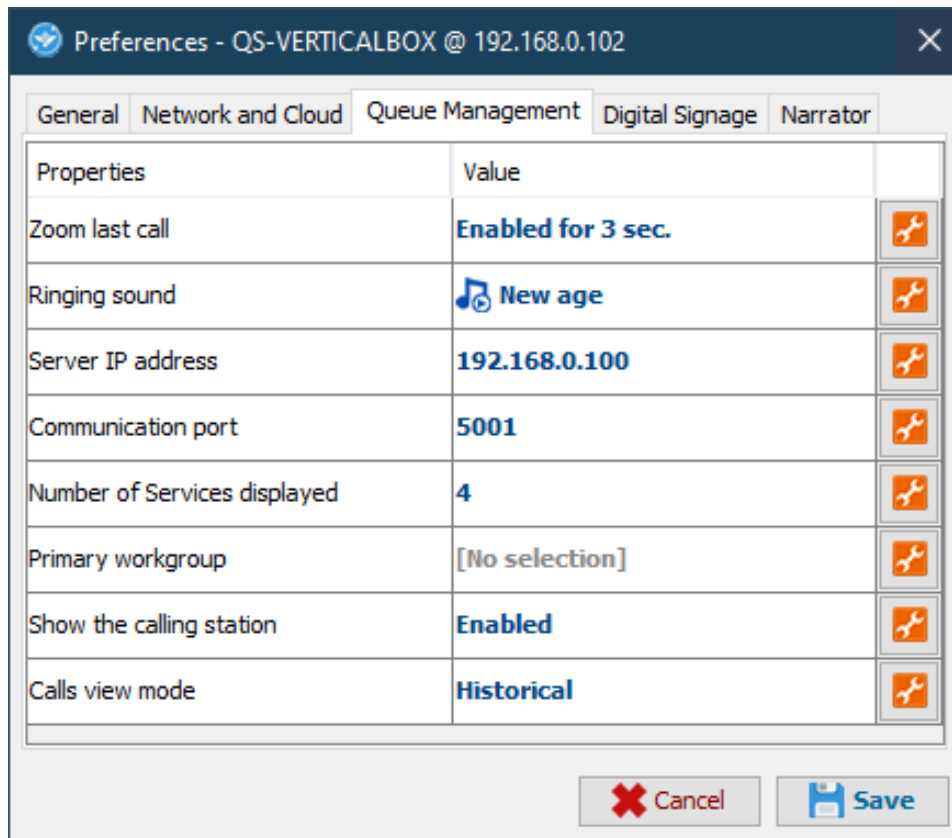 Preferences - QS-VERTICALBOX @ 192.168.0.102
General Network and Cloud Queue Management Digital Signage Narrator
Properties Value
Zoom last call Enabled for 3 sec.
Ringing sound New age
Server IP address 192.168.0.100
Communication port 5001
Number of Services displayed 4
Primary workgroup [No selection]
Show the calling station Enabled
Calls view mode Historical
Cancel Save